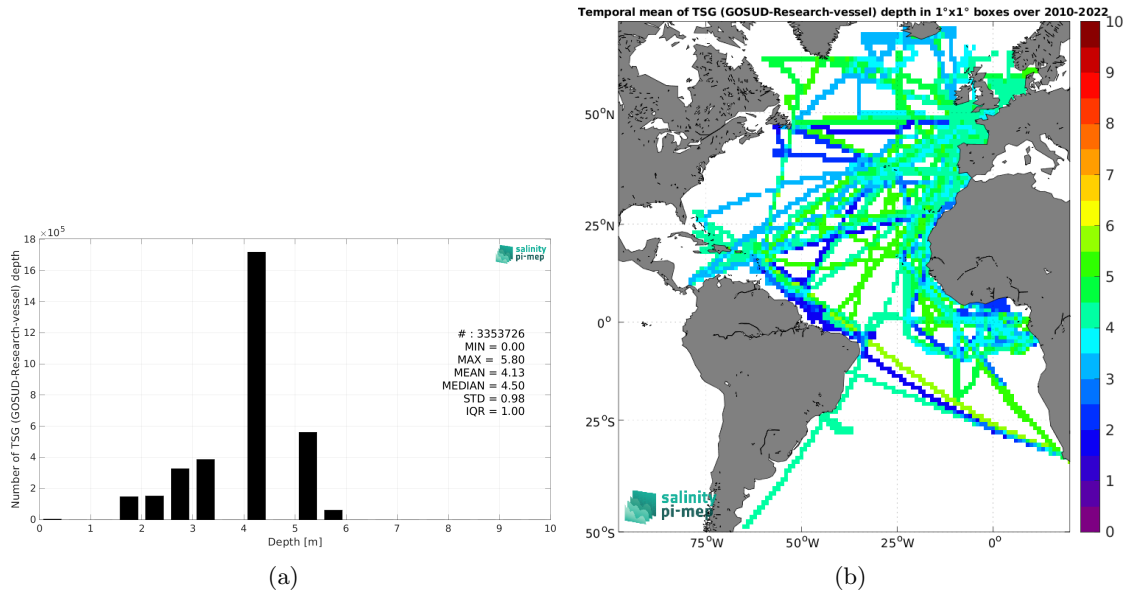 Number of TSG (GOSUD-Research-vessel) depth
×10⁵
18
16
14
12
10
8
6
4
2
0
salinity
pi-mep
# : 3353726
MIN = 0.00
MAX = 5.80
MEAN = 4.13
MEDIAN = 4.50
STD = 0.98
IQR = 1.00
0 1 2 3 4 5 6 7 8 9 10
Depth [m]
(a)
Temporal mean of TSG (GOSUD-Research-vessel) depth in 1°x1° boxes over 2010-2022
50°N
25°N
0°
25°S
50°S
75°W 50°W 25°W 0°
salinity
pi-mep
10
9
8
7
6
5
4
3
2
1
0
(b)